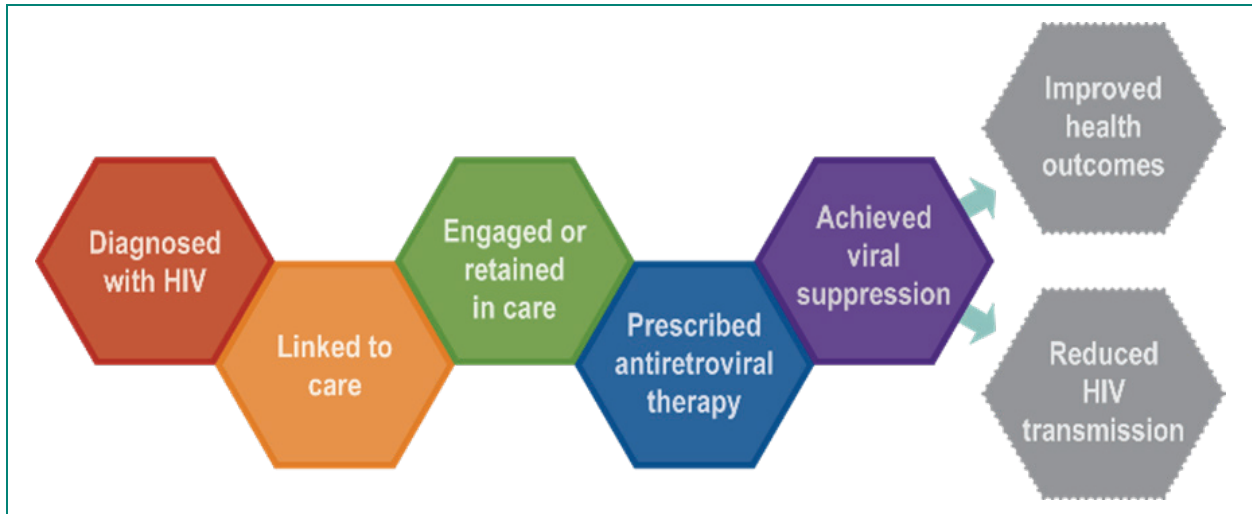 Diagnosed
with HIV
Linked to
care
Engaged or
retained
in care
Prescribed
antiretroviral
therapy
Achieved
viral
suppression
Improved
health
outcomes
Reduced
HIV
transmission